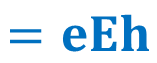 = eEh